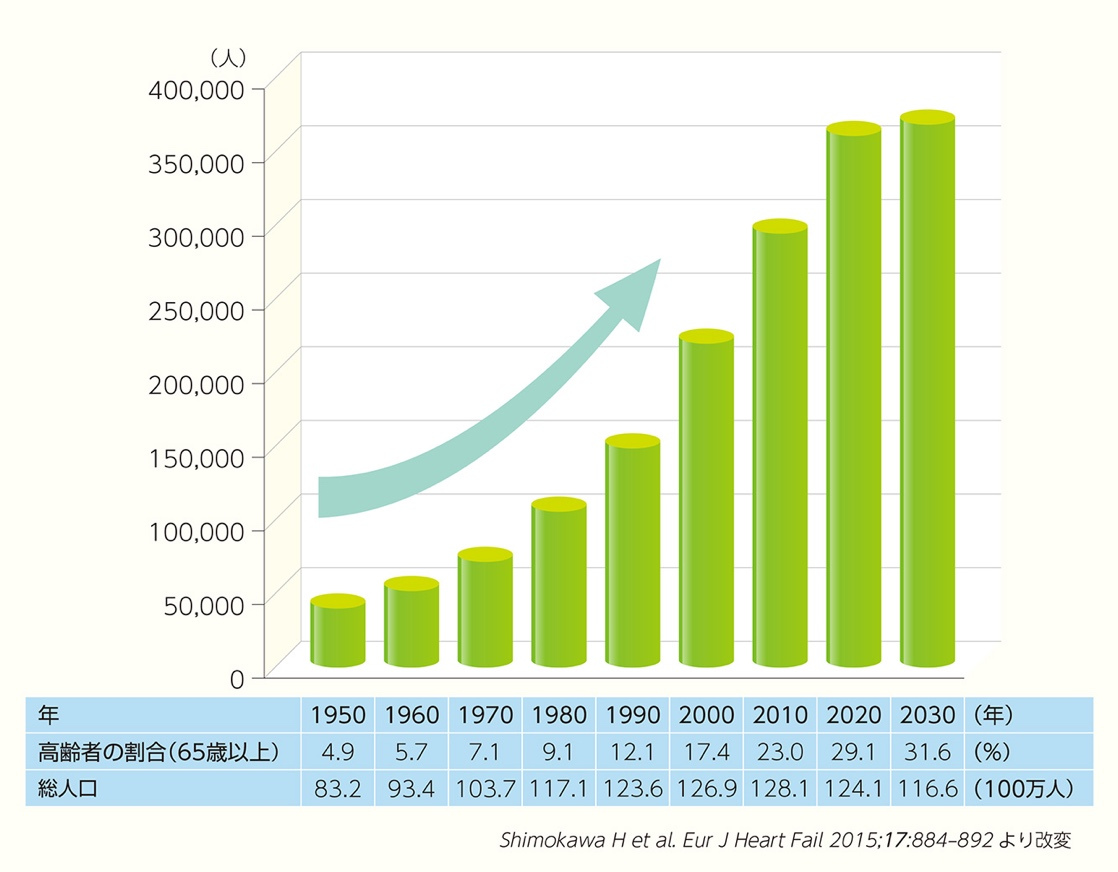 （人）
400,000
350,000
300,000
250,000
200,000
150,000
100,000
50,000
0
年 1950 1960 1970 1980 1990 2000 2010 2020 2030 （年）
高齢者の割合（65歳以上） 4.9 5.7 7.1 9.1 12.1 17.4 23.0 29.1 31.6 （%）
総人口 83.2 93.4 103.7 117.1 123.6 126.9 128.1 124.1 116.6 （100万人）
Shimokawa H et al. Eur J Heart Fail 2015;17:884–892 より改変